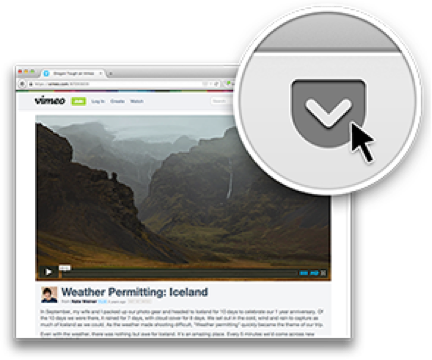 vimeo
Log in Create Watch
Weather Permitting: Iceland
from Nate Weiner
In September, my wife and I packed up our photo gear and headed to Iceland for 10 days to celebrate our 1 year anniversary. Of
the 10 days we were there, it rained for 7 days, with cloud cover for 8 days. We set out in the cold, wind and rain to capture as
much of Iceland as we could. As the weather made shooting difficult, "Weather permitting" quickly became the theme of our trip.
Even with the weather, there was nothing but awe for Iceland. It's an amazing place. Every 5 minutes we'd come across new